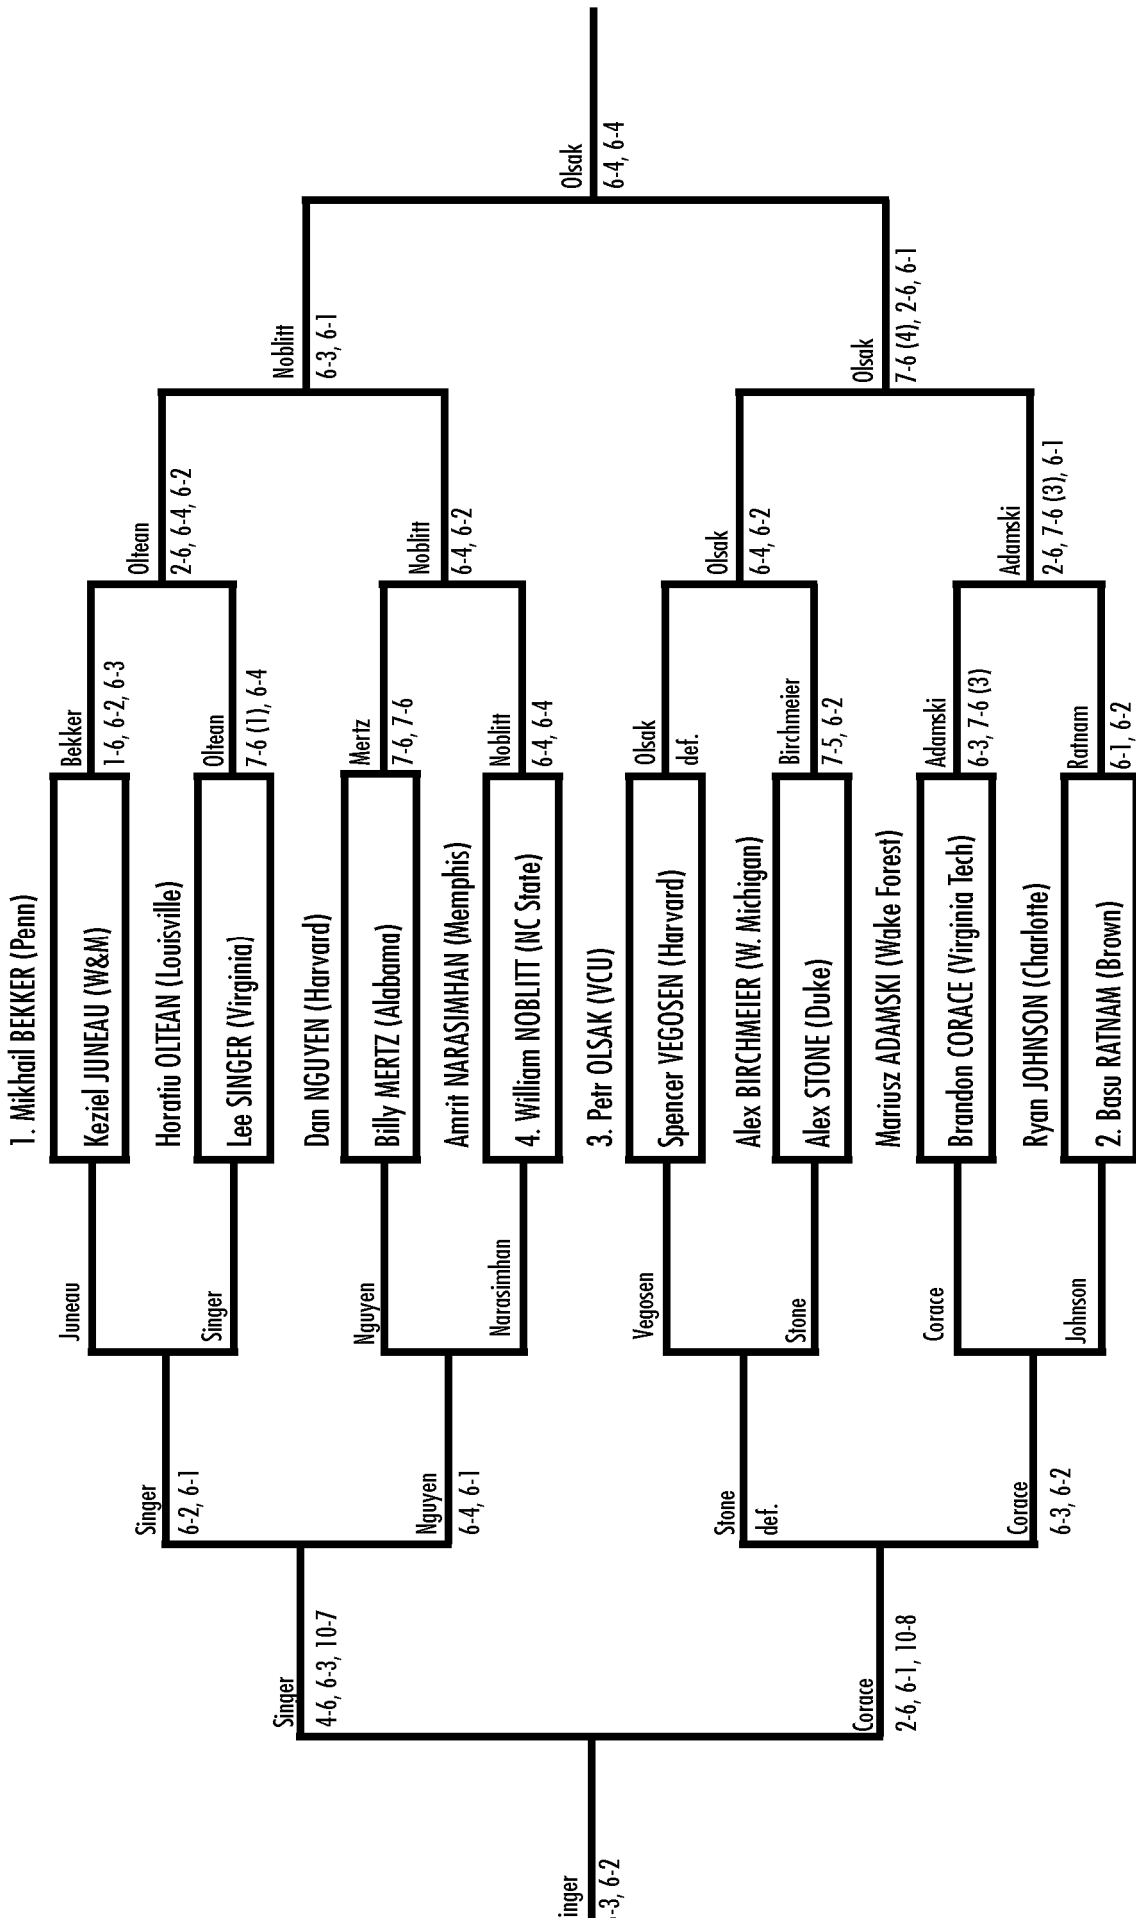 1. Mikhail BEKKER (Penn)
Keziel JUNEAU (W&M)
Horatiu OLTEAN (Louisville)
Lee SINGER (Virginia)
Dan NGUYEN (Harvard)
Billy MERTZ (Alabama)
Amrit NARASIMHAN (Memphis)
4. William NOBLITT (NC State)
3. Petr OLSAK (VCU)
Spencer VEGOSEN (Harvard)
Alex BIRCHMEIER (W. Michigan)
Alex STONE (Duke)
Mariusz ADAMSKI (Wake Forest)
Brandon CORACE (Virginia Tech)
Ryan JOHNSON (Charlotte)
2. Basu RATNAM (Brown)
Bekker
1-6, 6-2, 6-3
Oltean
7-6 (1), 6-4
Mertz
7-6, 7-6
Noblitt
6-4, 6-4
Olsak
def.
Birchmeier
7-5, 6-2
Adamski
6-3, 7-6 (3)
Ratnam
6-1, 6-2
Oltean
2-6, 6-4, 6-2
Noblitt
6-4, 6-2
Olsak
6-4, 6-2
Adamski
2-6, 7-6 (3), 6-1
Noblitt
6-3, 6-1
Olsak
7-6 (4), 2-6, 6-1
Olsak
6-4, 6-4
Juneau
Singer
Nguyen
Narasimhan
Vegosen
Stone
Corace
Johnson
Singer
6-2, 6-1
Nguyen
6-4, 6-1
Stone
def.
Corace
6-3, 6-2
Singer
4-6, 6-3, 10-7
Corace
2-6, 6-1, 10-8
inger
-3, 6-2